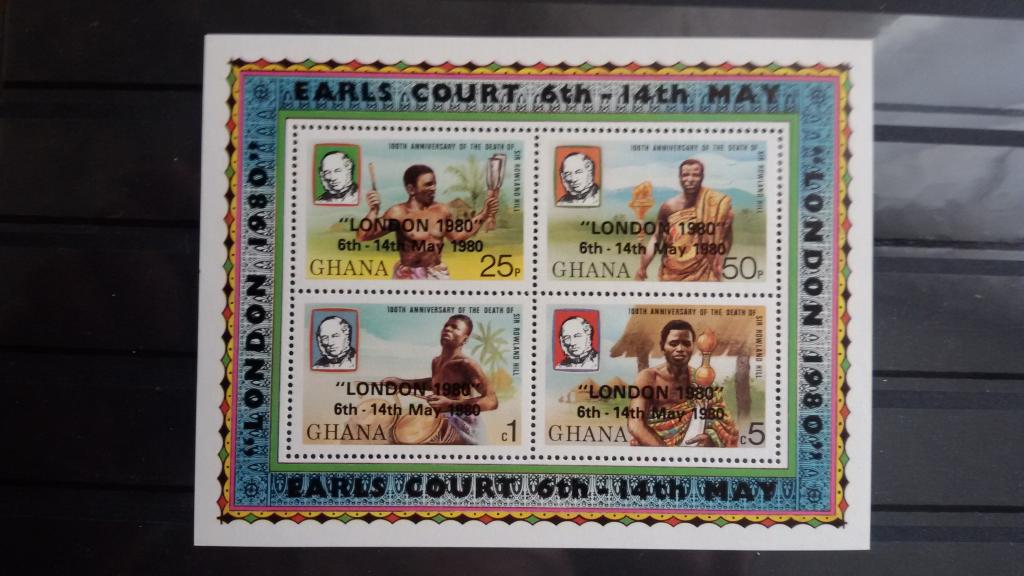 EARLS COURT 6th - 14th MAY
"LONDON 1980"
"LONDON 1980"
100TH ANNIVERSARY OF THE DEATH OF
SIR ROWLAND HILL
"LONDON 1980"
6th - 14th May 1980
GHANA 25P
100TH ANNIVERSARY OF THE DEATH OF
SIR ROWLAND HILL
"LONDON 1980"
6th - 14th May 1980
GHANA 50P
100TH ANNIVERSARY OF THE DEATH OF
SIR ROWLAND HILL
"LONDON 1980"
6th - 14th May 1980
GHANA C1
100TH ANNIVERSARY OF THE DEATH OF
SIR ROWLAND HILL
"LONDON 1980"
6th - 14th May 1980
GHANA C5
EARLS COURT 6th - 14th MAY